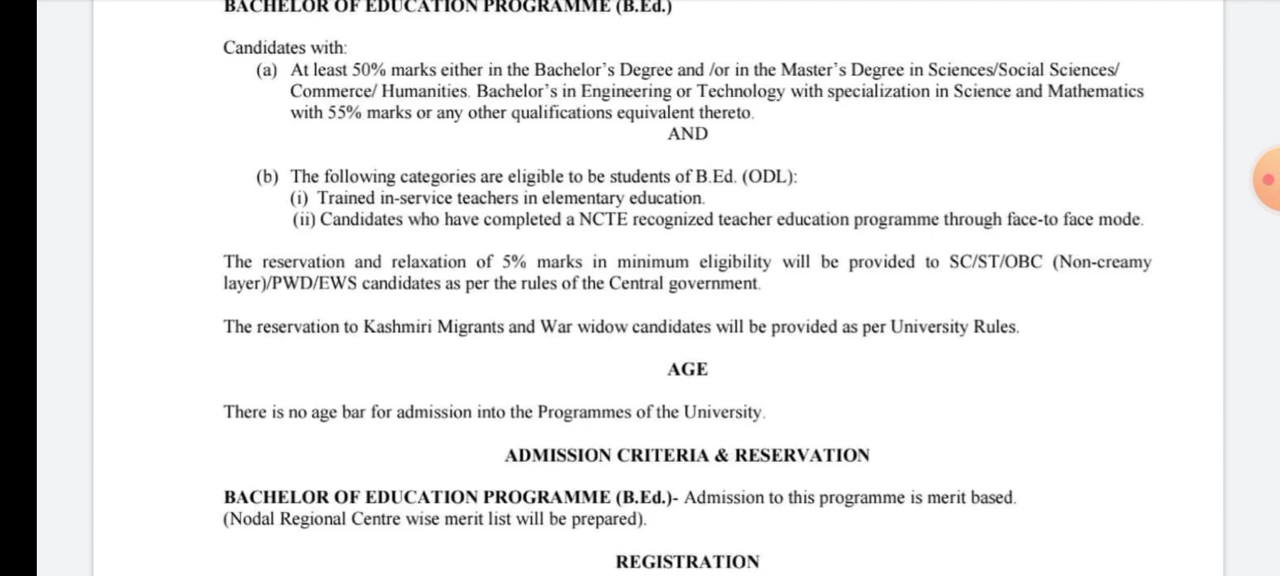 BACHELOR OF EDUCATION PROGRAMME (B.Ed.)
Candidates with:
(a) At least 50% marks either in the Bachelor's Degree and /or in the Master's Degree in Sciences/Social Sciences/
Commerce/ Humanities. Bachelor's in Engineering or Technology with specialization in Science and Mathematics
with 55% marks or any other qualifications equivalent thereto.
AND
(b) The following categories are eligible to be students of B.Ed. (ODL):
(i) Trained in-service teachers in elementary education.
(ii) Candidates who have completed a NCTE recognized teacher education programme through face-to face mode.
The reservation and relaxation of 5% marks in minimum eligibility will be provided to SC/ST/OBC (Non-creamy
layer)/PWD/EWS candidates as per the rules of the Central government.
The reservation to Kashmiri Migrants and War widow candidates will be provided as per University Rules.
AGE
There is no age bar for admission into the Programmes of the University.
ADMISSION CRITERIA & RESERVATION
BACHELOR OF EDUCATION PROGRAMME (B.Ed.)- Admission to this programme is merit based.
(Nodal Regional Centre wise merit list will be prepared).
REGISTRATION